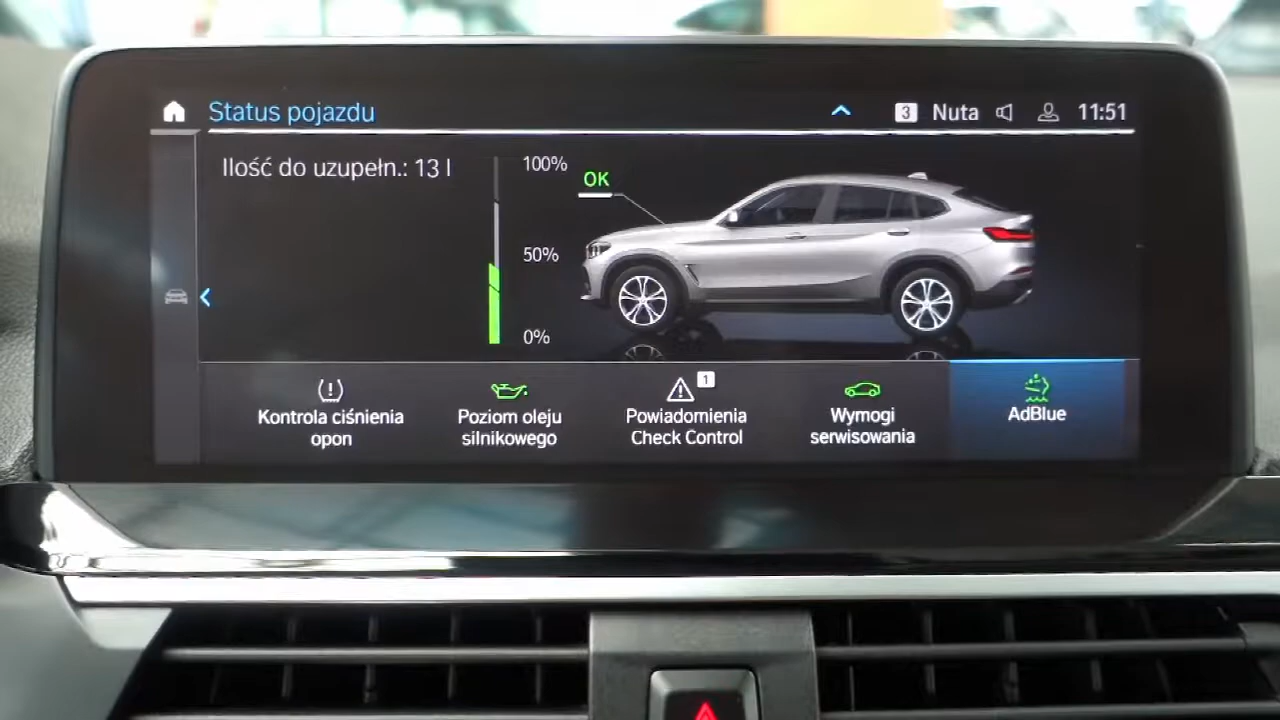 Status pojazdu
3 Nuta 11:51
Ilość do uzupełn.: 13 l
100%
50%
0%
OK
Kontrola ciśnienia
opon
Poziom oleju
silnikowego
1
Powiadomienia
Check Control
Wymogi
serwisowania
AdBlue